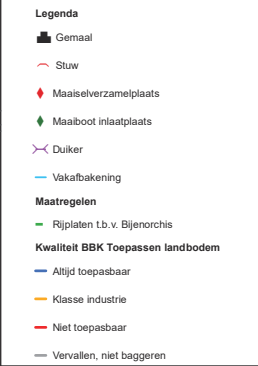 Legenda
Gemaal
Stuw
Maaiselverzamelplaats
Maaiboot inlaatplaats
Duiker
Vakafbakening
Maatregelen
Rijplaten t.b.v. Bijenorchis
Kwaliteit BBK Toepassen landbodem
Altijd toepasbaar
Klasse industrie
Niet toepasbaar
Vervallen, niet baggeren